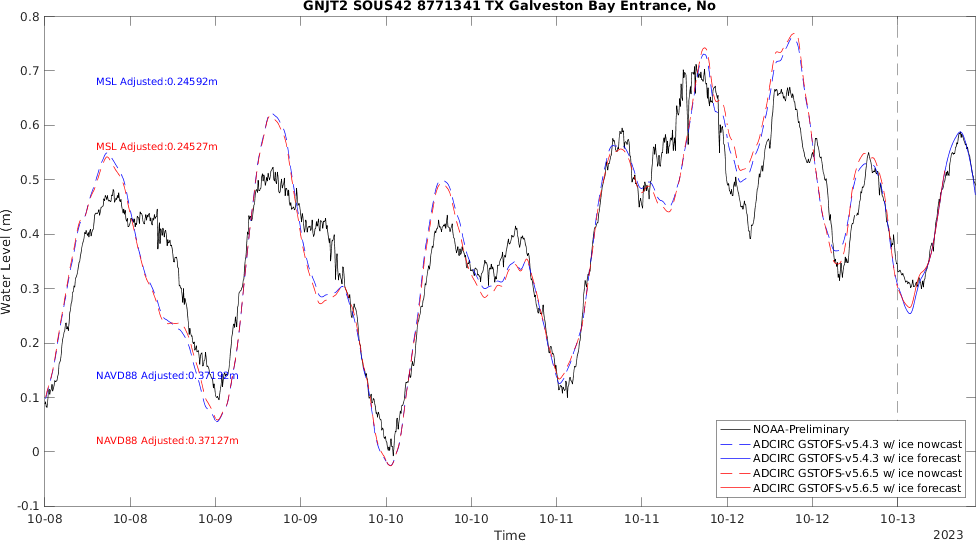 GNJT2 SOUS42 8771341 TX Galveston Bay Entrance, No
0.8
0.7
0.6
0.5
0.4
0.3
0.2
0.1
0
-0.1
Water Level (m)
MSL Adjusted:0.24592m
MSL Adjusted:0.24527m
NAVD88 Adjusted:0.37192m
NAVD88 Adjusted:0.37127m
NOAA-Preliminary
ADCIRC GSTOFS-v5.4.3 w/ ice nowcast
ADCIRC GSTOFS-v5.4.3 w/ ice forecast
ADCIRC GSTOFS-v5.6.5 w/ ice nowcast
ADCIRC GSTOFS-v5.6.5 w/ ice forecast
10-08 10-08 10-09 10-09 10-10 10-10 10-11 10-11 10-12 10-12 10-13
Time
2023